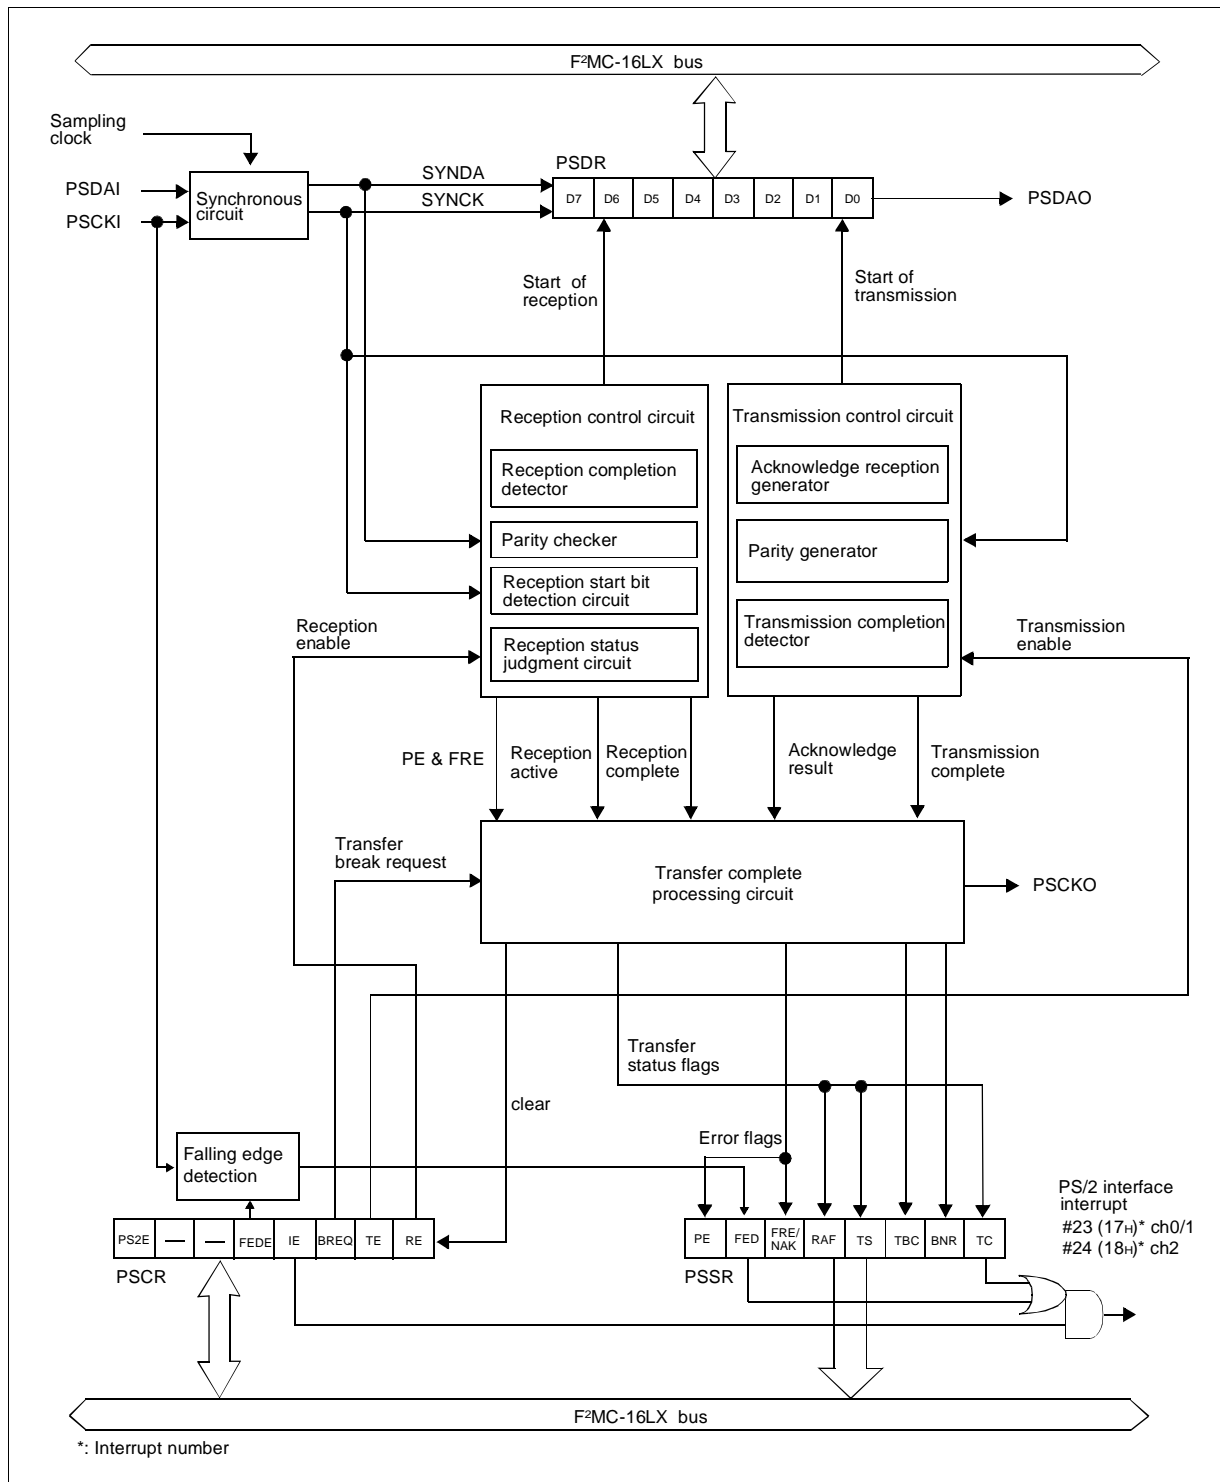 F²MC-16LX bus
Sampling
clock
PSDAI
PSCKI
Synchronous
circuit
SYNDA
SYNCK
PSDR
D7 D6 D5 D4 D3 D2 D1 D0
PSDAO
Start of
reception
Start of
transmission
Reception control circuit
Reception completion
detector
Parity checker
Reception start bit
detection circuit
Reception status
judgment circuit
Transmission control circuit
Acknowledge reception
generator
Parity generator
Transmission completion
detector
Reception
enable
Transmission
enable
PE & FRE
Reception
active
Reception
complete
Acknowledge
result
Transmission
complete
Transfer
break request
Transfer complete
processing circuit
PSCKO
Transfer
status flags
clear
Error flags
Falling edge
detection
PS2E — — FEDE IE BREQ TE RE
PSCR
PE FED FRE/NAK RAF TS TBC BNR TC
PSSR
PS/2 interface
interrupt
#23 (17H)* ch0/1
#24 (18H)* ch2
F²MC-16LX bus
*: Interrupt number